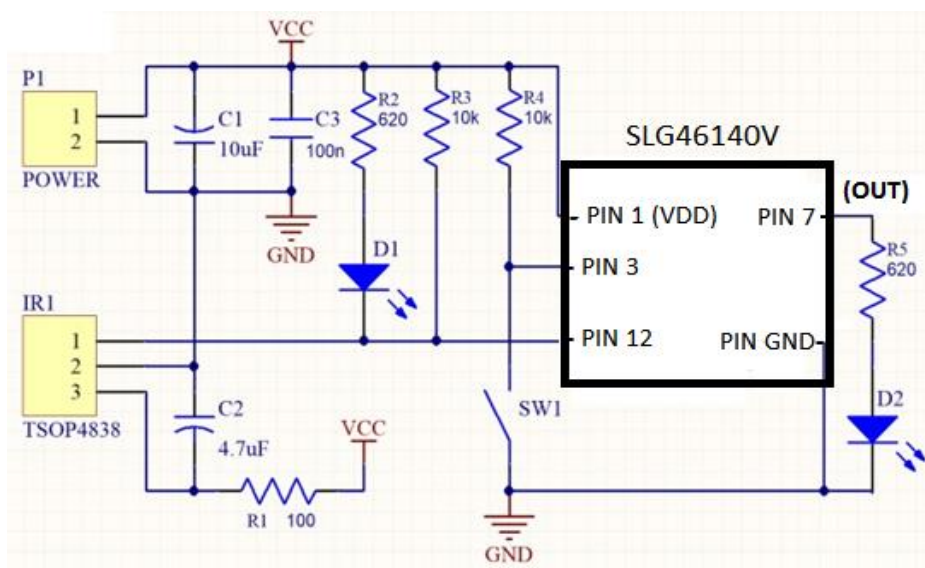 VCC
P1
1
2
POWER
C1
10uF
C3
100n
R2
620
R3
10k
R4
10k
GND
D1
SLG46140V
PIN 1 (VDD)
PIN 3
PIN 12
PIN 7
PIN GND
(OUT)
R5
620
D2
IR1
1
2
3
TSOP4838
C2
4.7uF
VCC
R1 100
SW1
GND